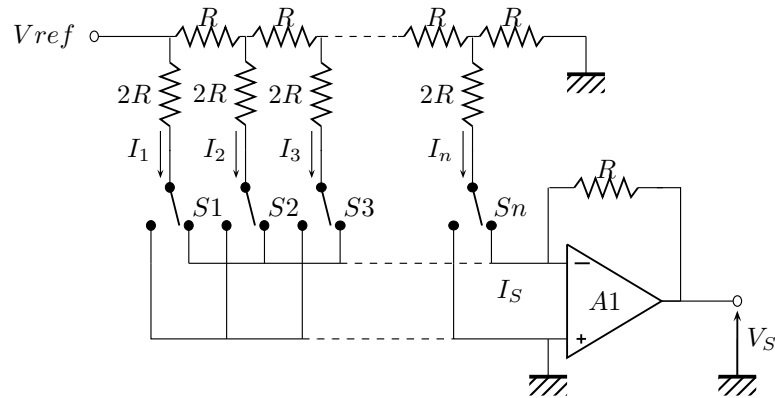 R R R R
Vref
2R 2R 2R 2R
I1 I2 I3 In
R
S1 S2 S3 Sn
−
IS A1
+
VS